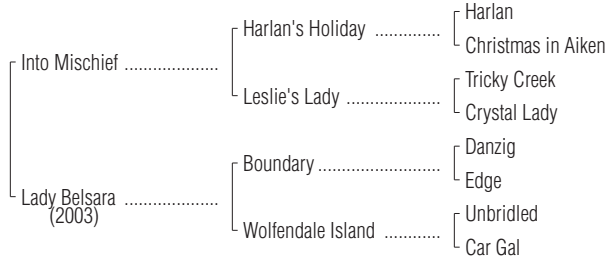 Harlan
Harlan's Holiday ..............
Christmas in Aiken
Into Mischief ....................
Tricky Creek
Leslie's Lady ....................
Crystal Lady
Danzig
Boundary..........................
Edge
Lady Belsara ....................
(2003)
Unbridled
Wolfendale Island ............
Car Gal